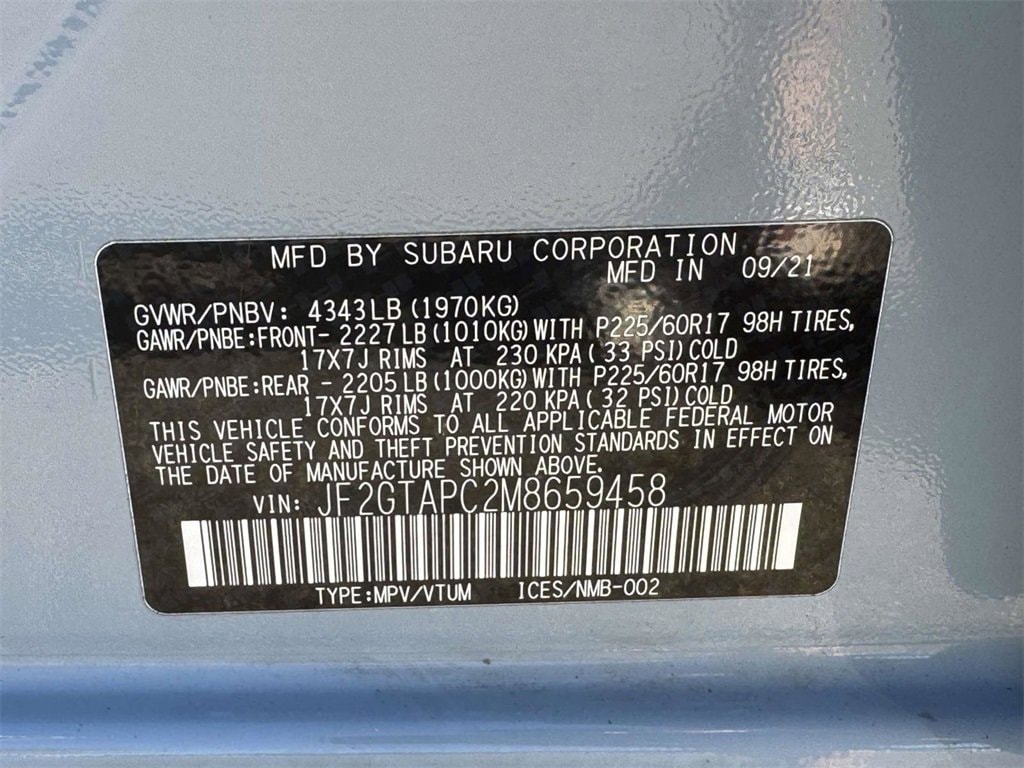 MFD BY SUBARU CORPORATION
MFD IN 09/21
GVWR/PNBV: 4343LB (1970KG)
GAWR/PNBE:FRONT- 2227LB(1010KG)WITH P225/60R17 98H TIRES,
17X7J RIMS AT 230 KPA( 33 PSI)COLD
GAWR/PNBE:REAR - 2205LB(1000KG)WITH P225/60R17 98H TIRES,
17X7J RIMS AT 220 KPA( 32 PSI)COLD
THIS VEHICLE CONFORMS TO ALL APPLICABLE FEDERAL MOTOR
VEHICLE SAFETY AND THEFT PREVENTION STANDARDS IN EFFECT ON
THE DATE OF MANUFACTURE SHOWN ABOVE.
VIN: JF2GTAPC2M8659458
TYPE:MPV/VTUM ICES/NMB-002